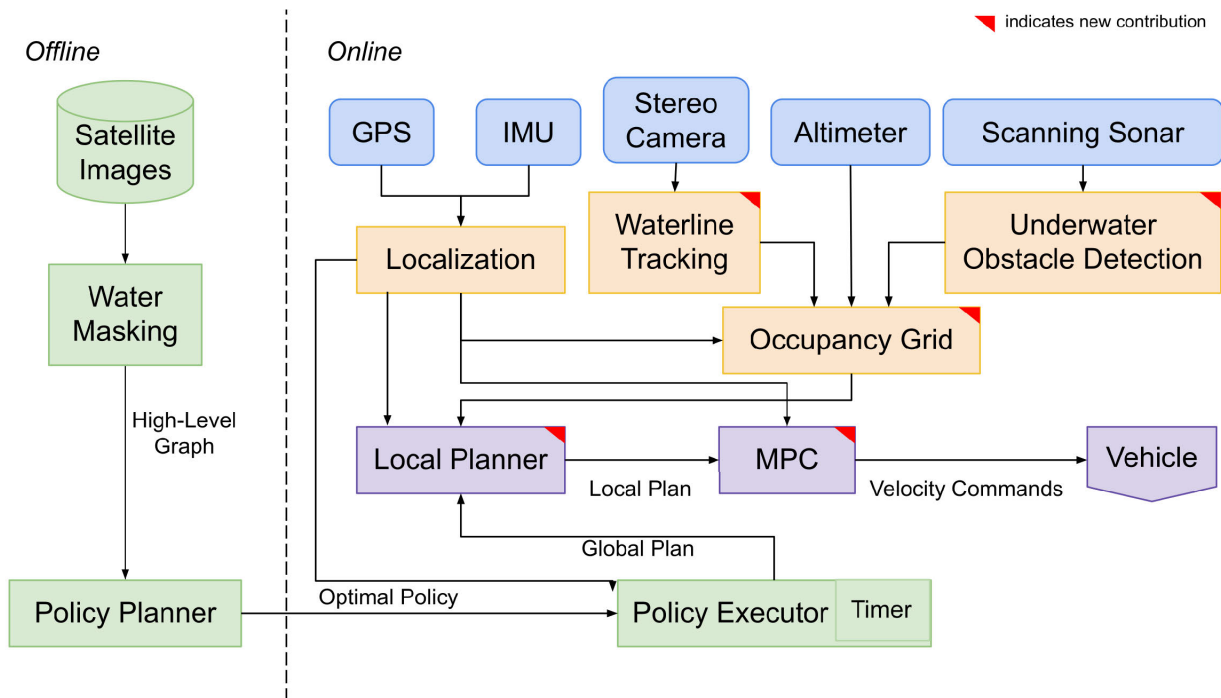 indicates new contribution
Offline
Online
Satellite
Images
GPS
IMU
Stereo
Camera
Altimeter
Scanning Sonar
Localization
Waterline
Tracking
Underwater
Obstacle Detection
Water
Masking
Occupancy Grid
High-Level
Graph
Local Planner
Local Plan
MPC
Velocity Commands
Vehicle
Global Plan
Policy Planner
Optimal Policy
Policy Executor
Timer